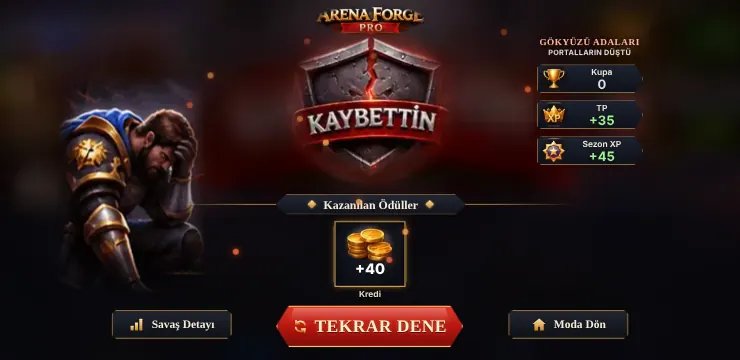 ARENA FORGE
PRO
KAYBETTİN
GÖKYÜZÜ ADALARI
PORTALLARIN DÜŞTÜ
Kupa
0
XP
TP
+35
Sezon XP
+45
Kazanılan Ödüller
+40
Kredi
Savaş Detayı
TEKRAR DENE
Moda Dön